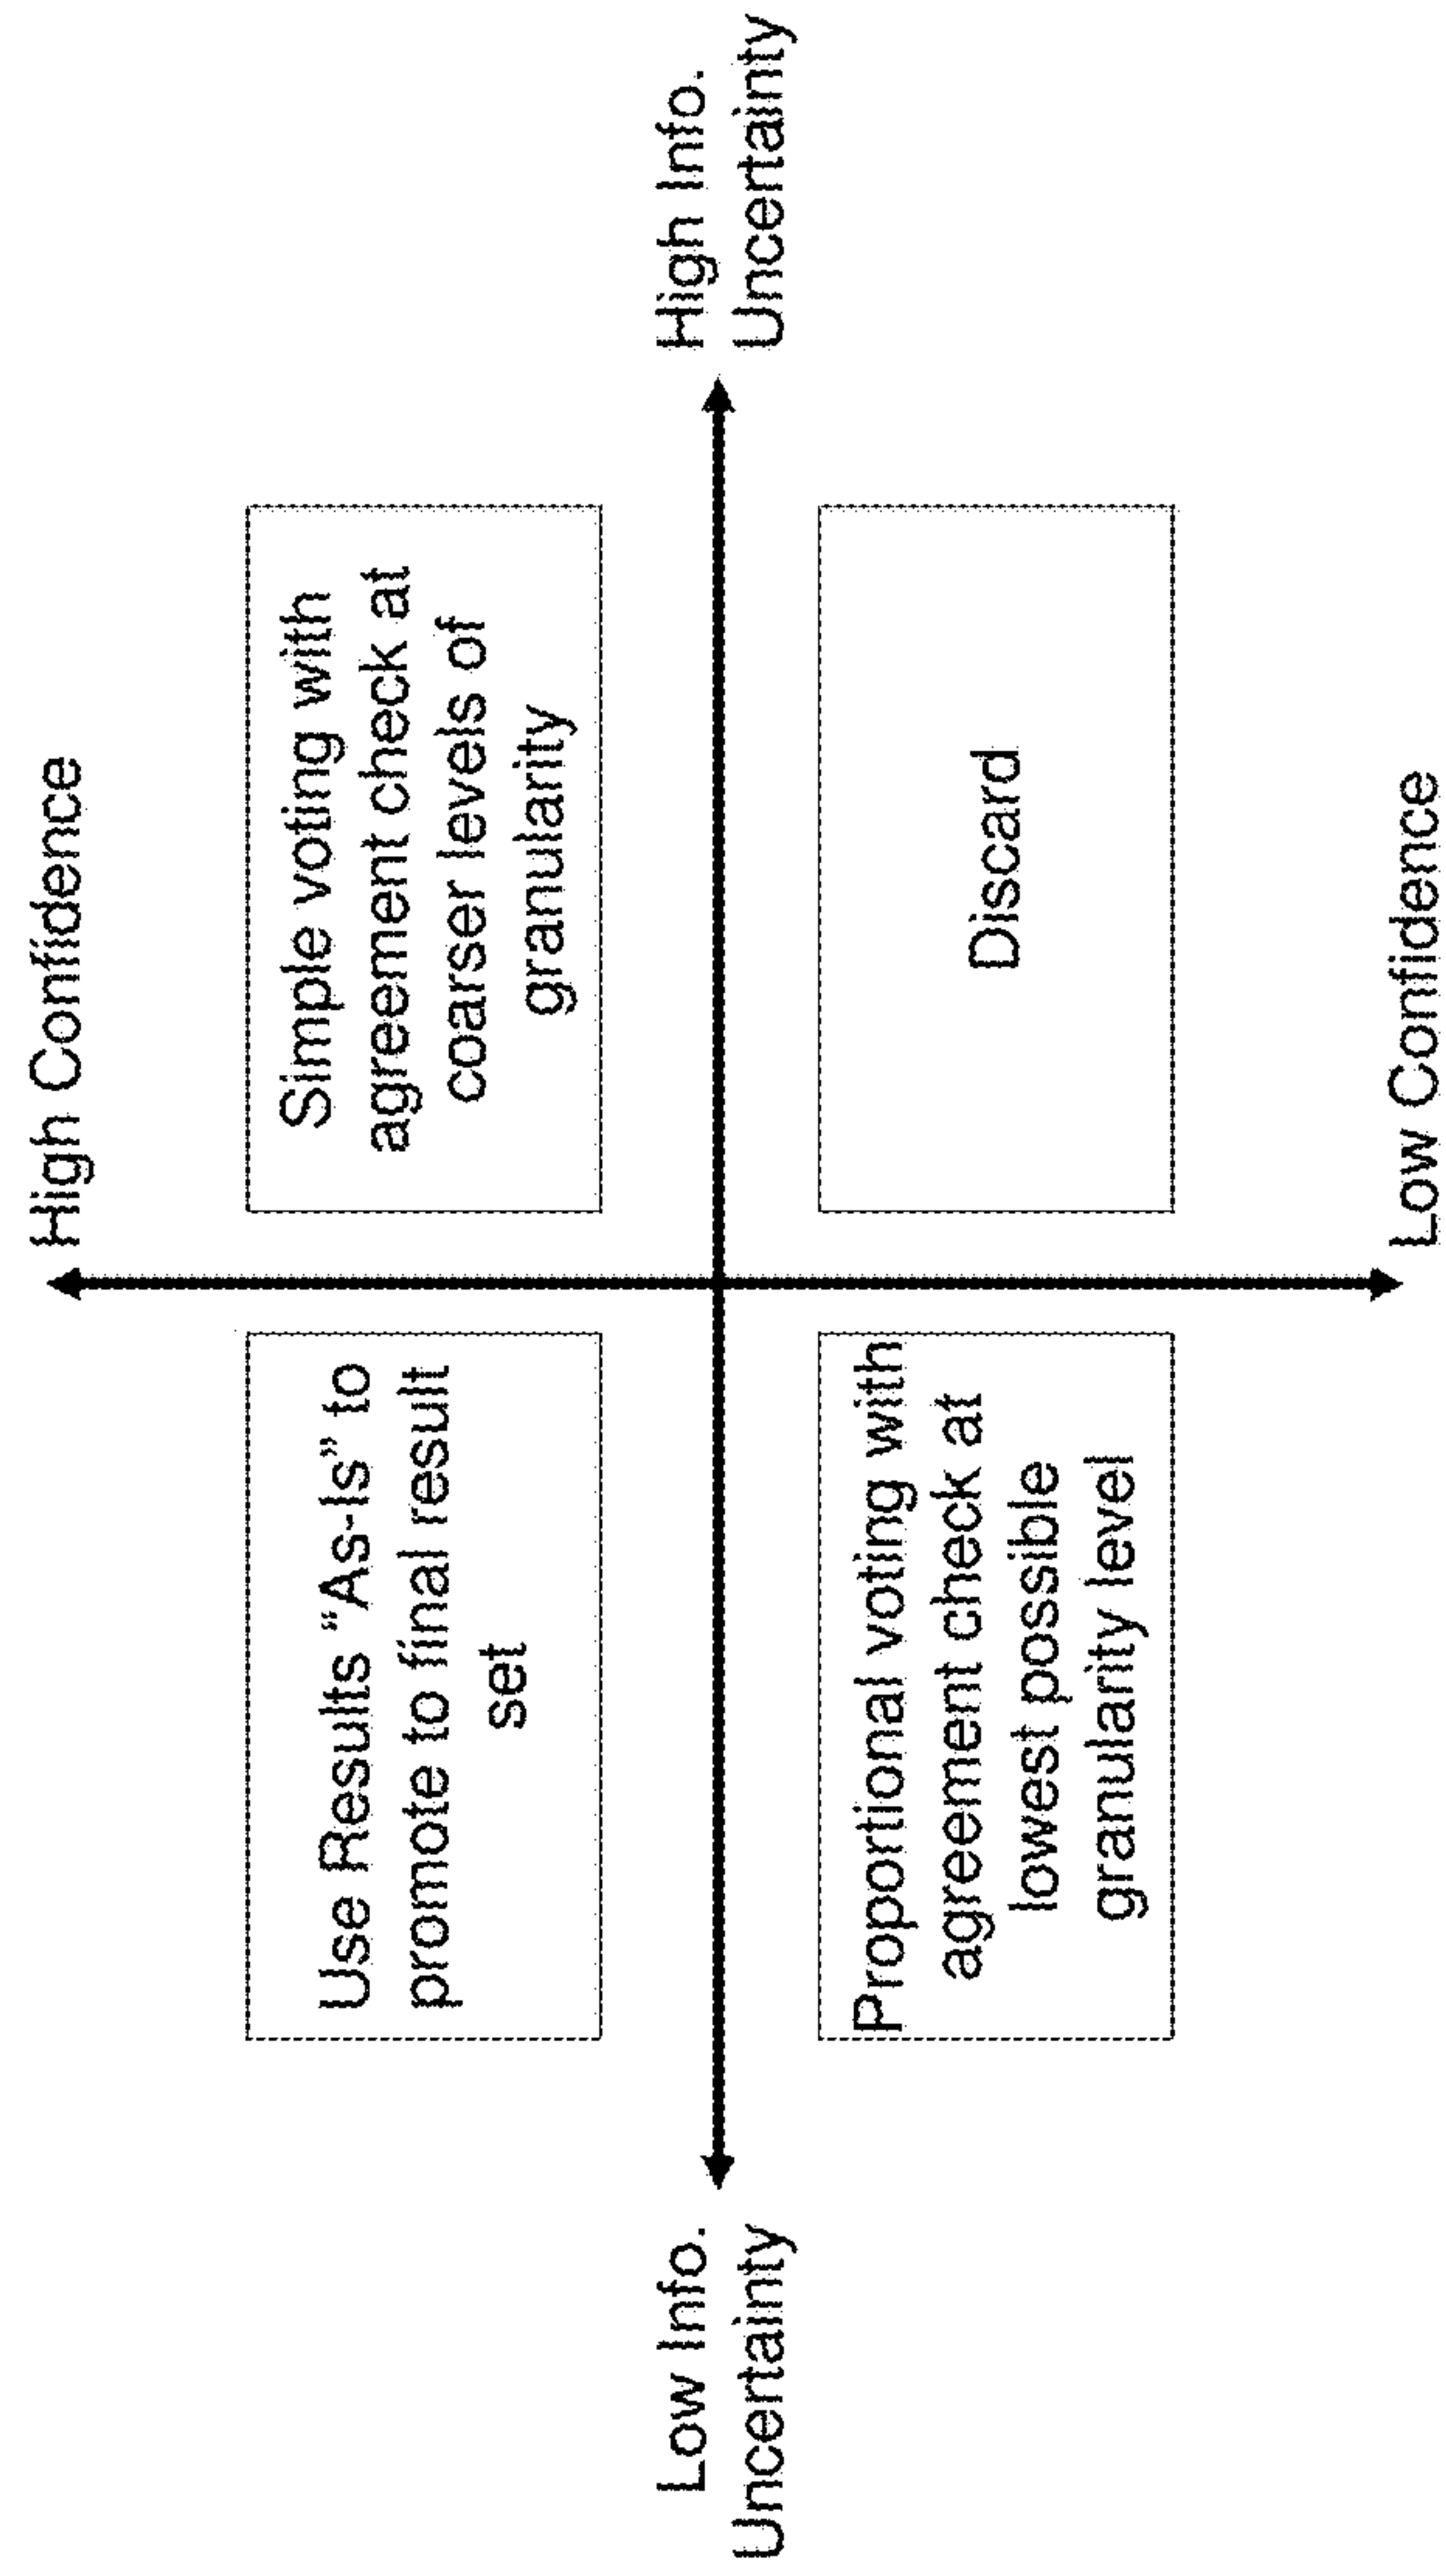 High Confidence
Use Results “As-Is” to
promote to final result
set
Simple voting with
agreement check at
coarser levels of
granularity
Low Info.
Uncertainty
High Info.
Uncertainty
Proportional voting with
agreement check at
lowest possible
granularity level
Discard
Low Confidence